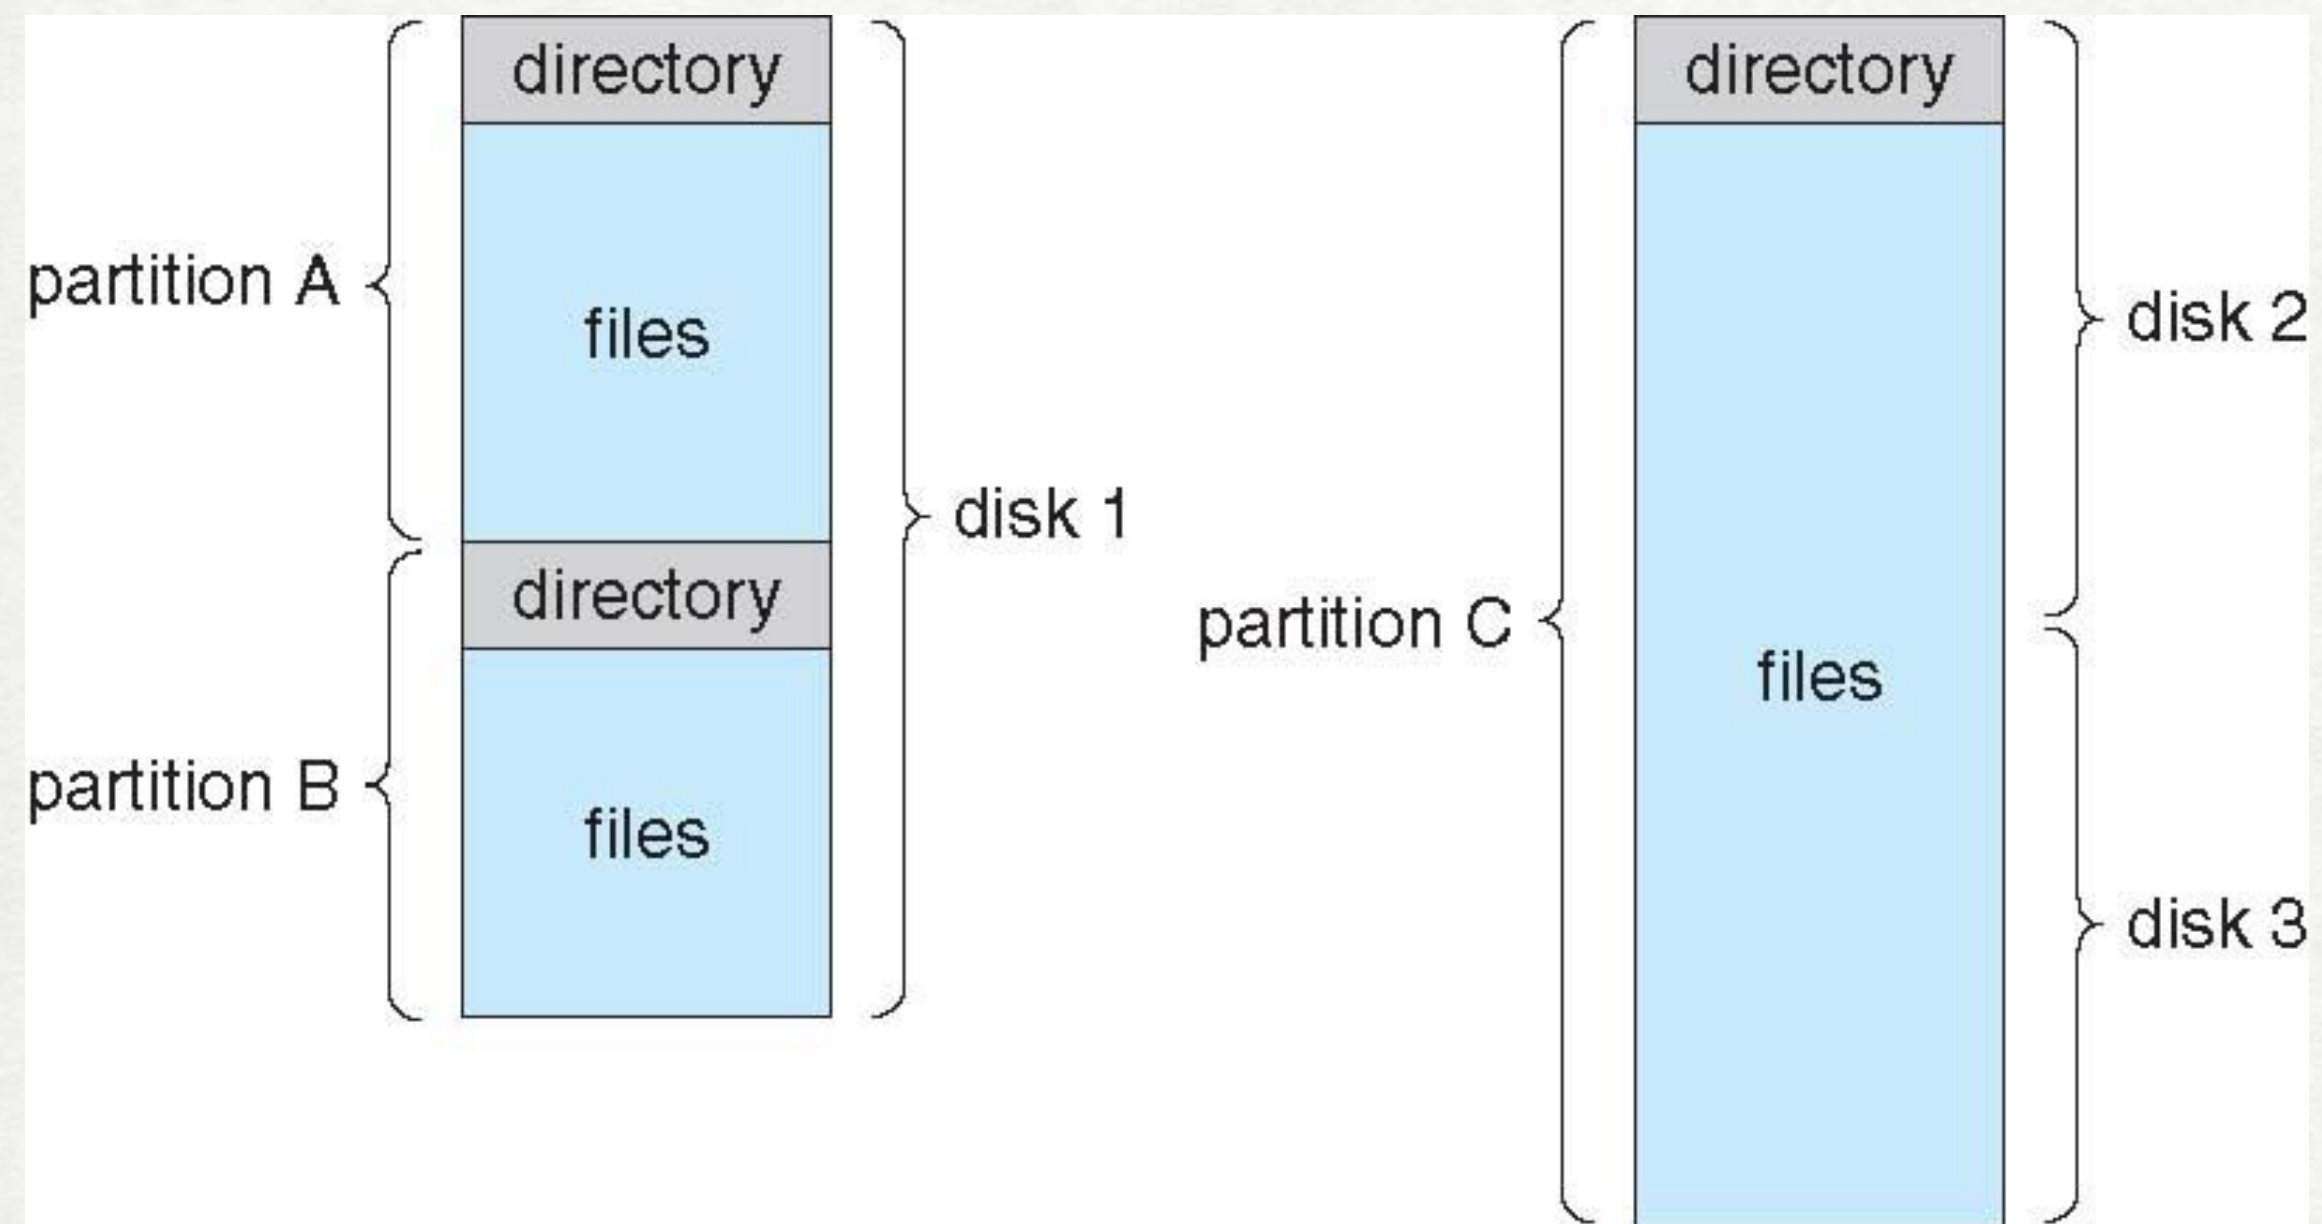 directory
partition A
files
disk 1
directory
partition B
files
directory
disk 2
partition C
files
disk 3